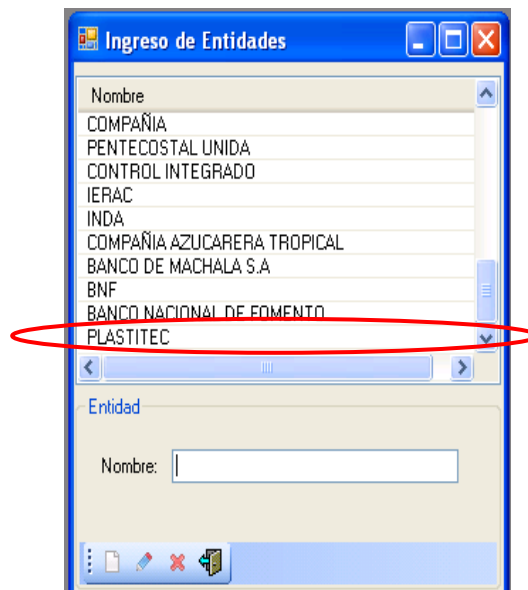 Ingreso de Entidades
Nombre
COMPAÑIA
PENTECOSTAL UNIDA
CONTROL INTEGRADO
IERAC
INDA
COMPAÑIA AZUCARERA TROPICAL
BANCO DE MACHALA S.A
BNF
BANCO NACIONAL DE FOMENTO
PLASTITEC
Entidad
Nombre: